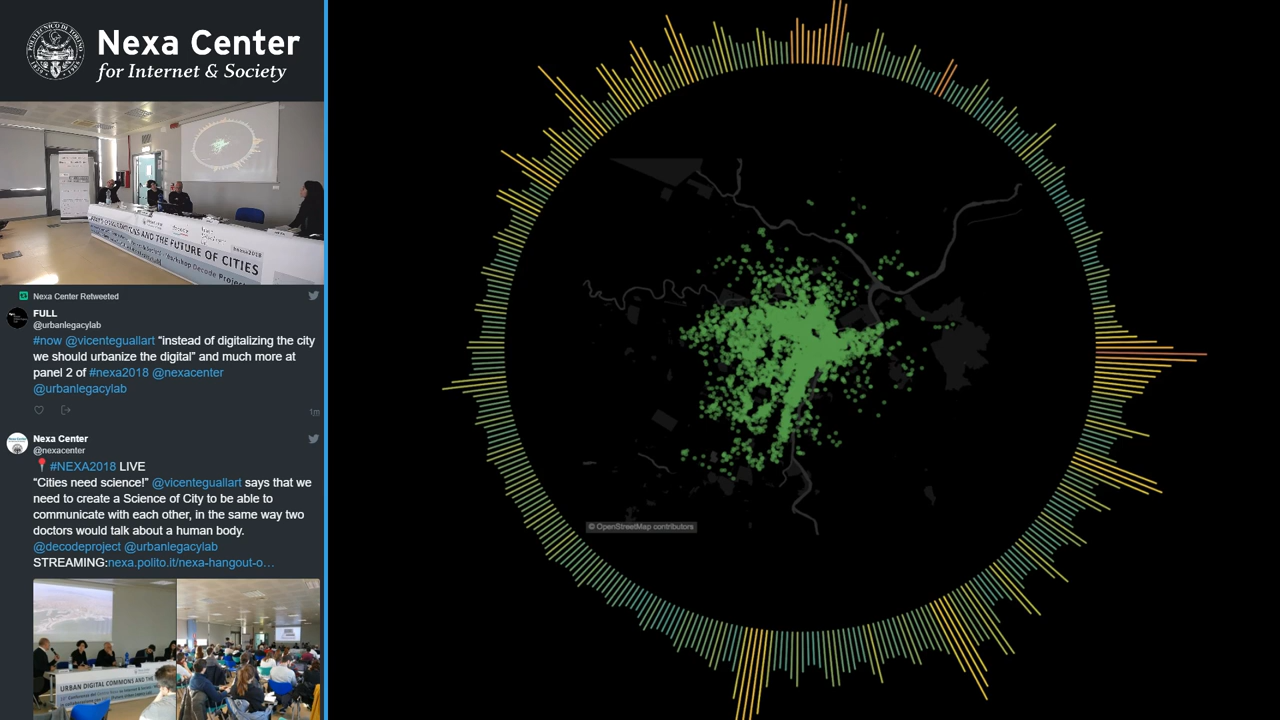 POLITECNICO DI TORINO
Nexa Center
for Internet & Society
AND THE FUTURE OF CITIES
Nexa Center Retweeted
FULL
@urbanlegacylab
#now @vicenteguallart “instead of digitalizing the city
we should urbanize the digital” and much more at
panel 2 of #nexa2018 @nexacenter
@urbanlegacylab
1m
Nexa Center
@nexacenter
📍#NEXA2018 LIVE
“Cities need science!” @vicenteguallart says that we
need to create a Science of City to be able to
communicate with each other, in the same way two
doctors would talk about a human body.
@decodeproject @urbanlegacylab
STREAMING:nexa.polito.it/nexa-hangout-o…
URBAN DIGITAL COMMONS AND THE
© OpenStreetMap contributors